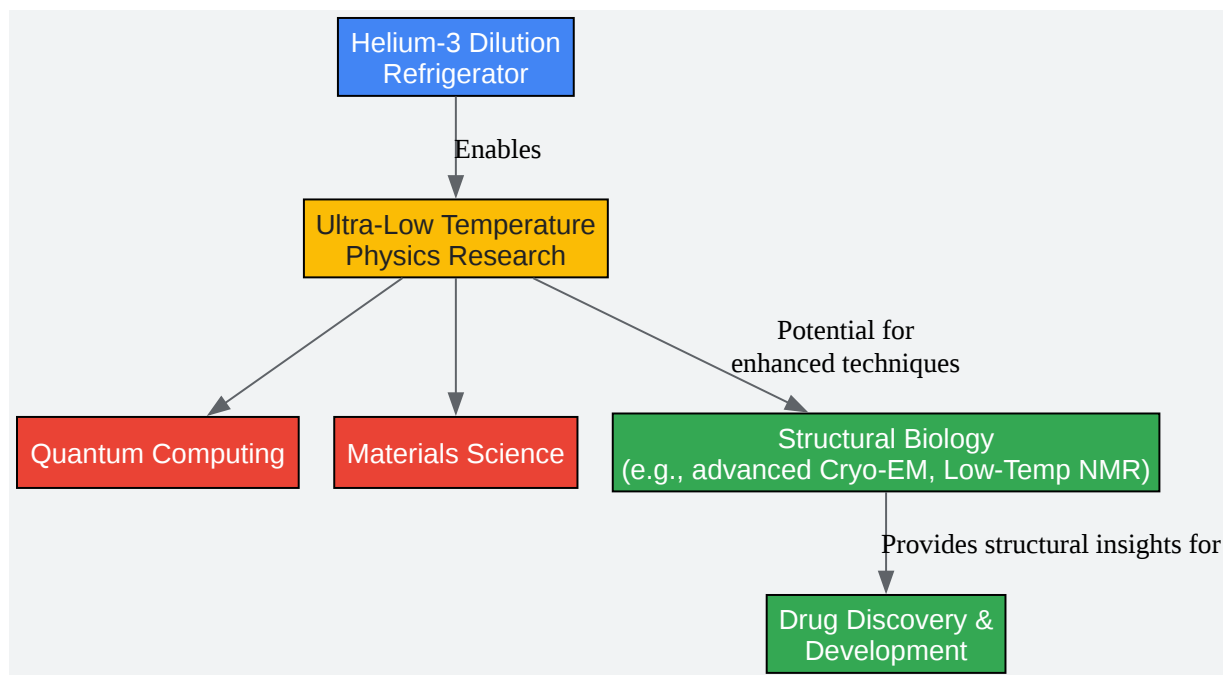 Helium-3 Dilution
Refrigerator
Enables
Ultra-Low Temperature
Physics Research
Potential for
enhanced techniques
Quantum Computing
Materials Science
Structural Biology
(e.g., advanced Cryo-EM, Low-Temp NMR)
Provides structural insights for
Drug Discovery &
Development